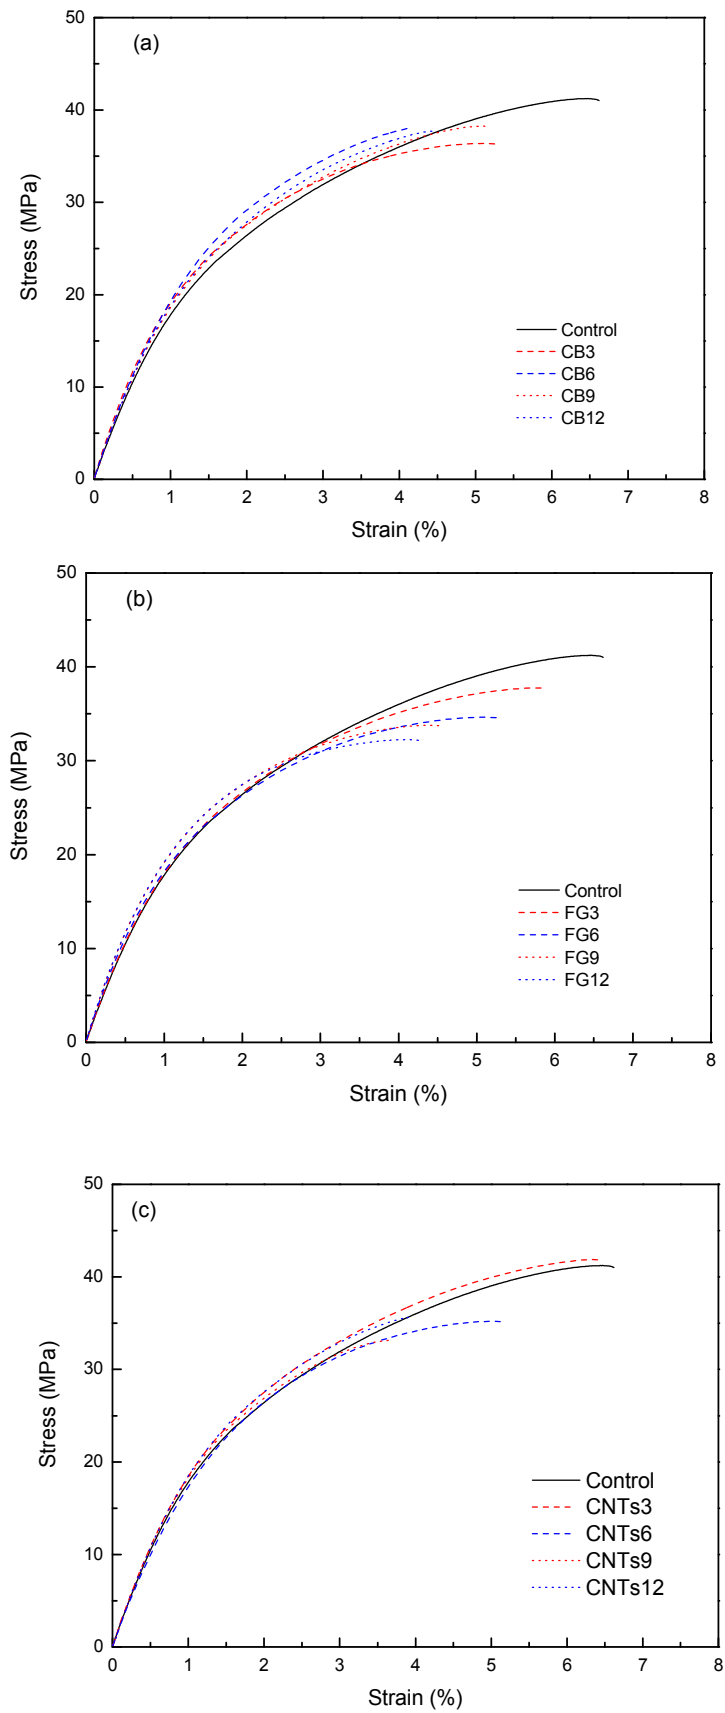 (a)
50
40
30
20
10
0
Stress (MPa)
Control
CB3
CB6
CB9
CB12
0 1 2 3 4 5 6 7 8
Strain (%)
(b)
50
40
30
20
10
0
Stress (MPa)
Control
FG3
FG6
FG9
FG12
0 1 2 3 4 5 6 7 8
Strain (%)
(c)
50
40
30
20
10
0
Stress (MPa)
Control
CNTs3
CNTs6
CNTs9
CNTs12
0 1 2 3 4 5 6 7 8
Strain (%)